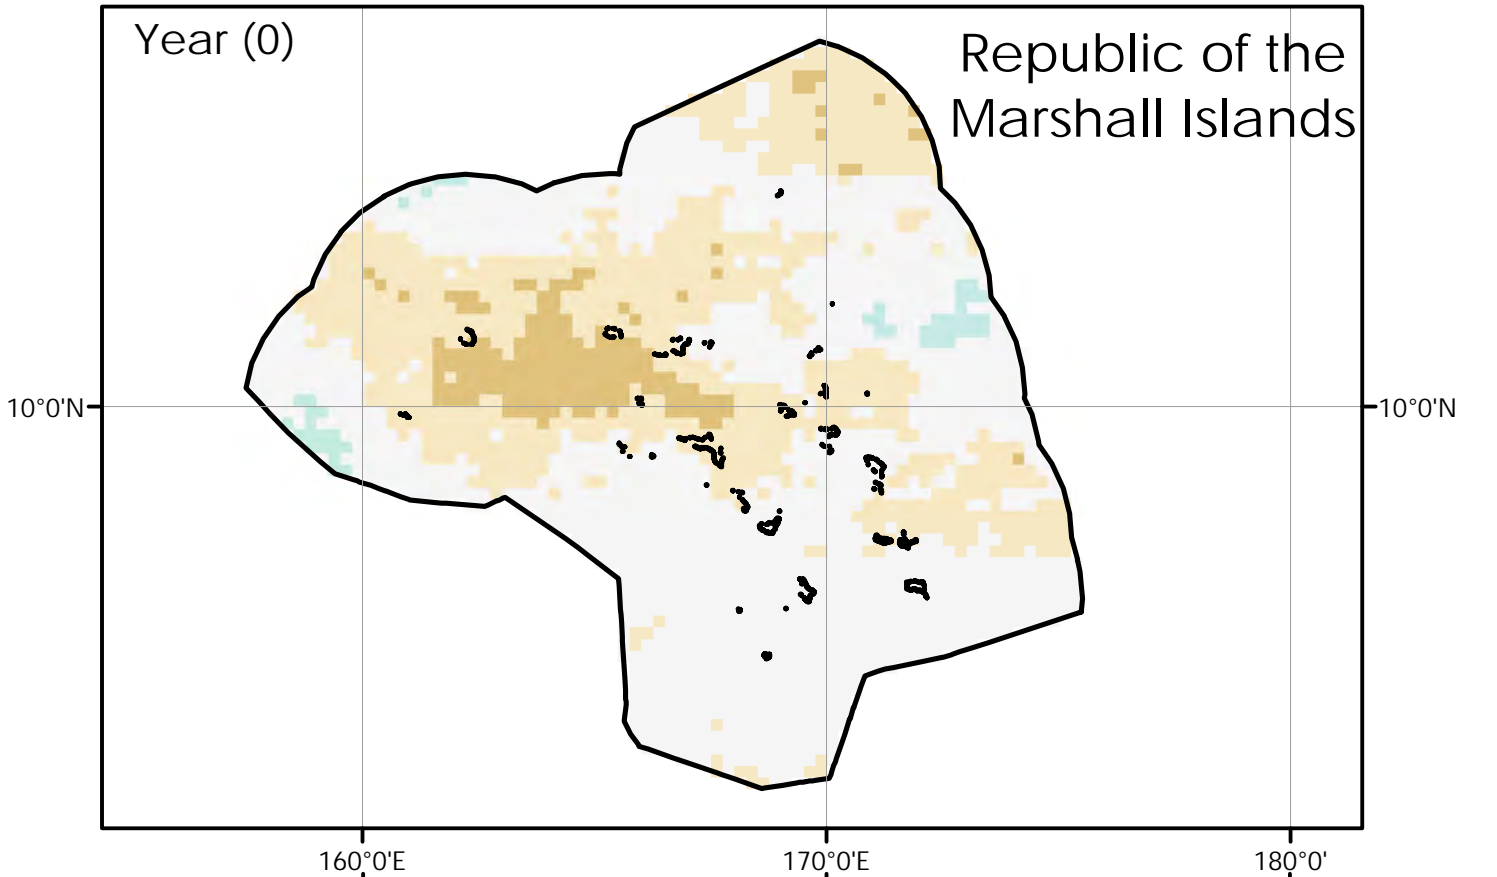 Year (0)
Republic of the
Marshall Islands
10°0'N
10°0'N
160°0'E
170°0'E
180°0'